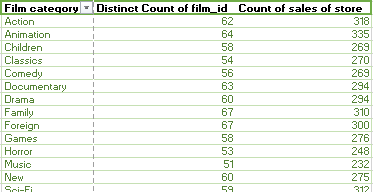 Film category Distinct Count of film_id Count of sales of store
Action 62 318
Animation 64 335
Children 58 269
Classics 54 270
Comedy 56 269
Documentary 63 294
Drama 60 294
Family 67 310
Foreign 67 300
Games 58 276
Horror 53 248
Music 51 232
New 60 275
Sci-Fi 59 312